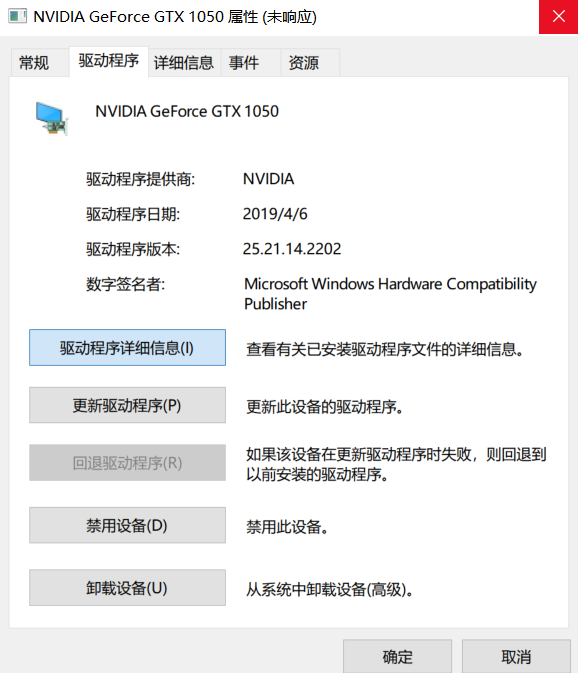 NVIDIA GeForce GTX 1050 属性 (未响应)
常规 驱动程序 详细信息 事件 资源
NVIDIA GeForce GTX 1050
驱动程序提供商: NVIDIA
驱动程序日期: 2019/4/6
驱动程序版本: 25.21.14.2202
数字签名者: Microsoft Windows Hardware Compatibility
Publisher
驱动程序详细信息(I) 查看有关已安装驱动程序文件的详细信息。
更新驱动程序(P) 更新此设备的驱动程序。
回退驱动程序(R) 如果该设备在更新驱动程序时失败，则回退到
以前安装的驱动程序。
禁用设备(D) 禁用此设备。
卸载设备(U) 从系统中卸载设备(高级)。
确定 取消